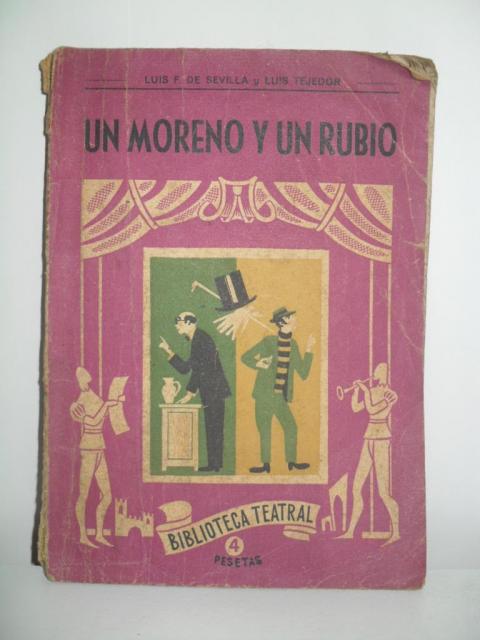 LUIS F. DE SEVILLA y LUIS TEJEDOR
UN MORENO Y UN RUBIO
BIBLIOTECA TEATRAL
4
PESETAS